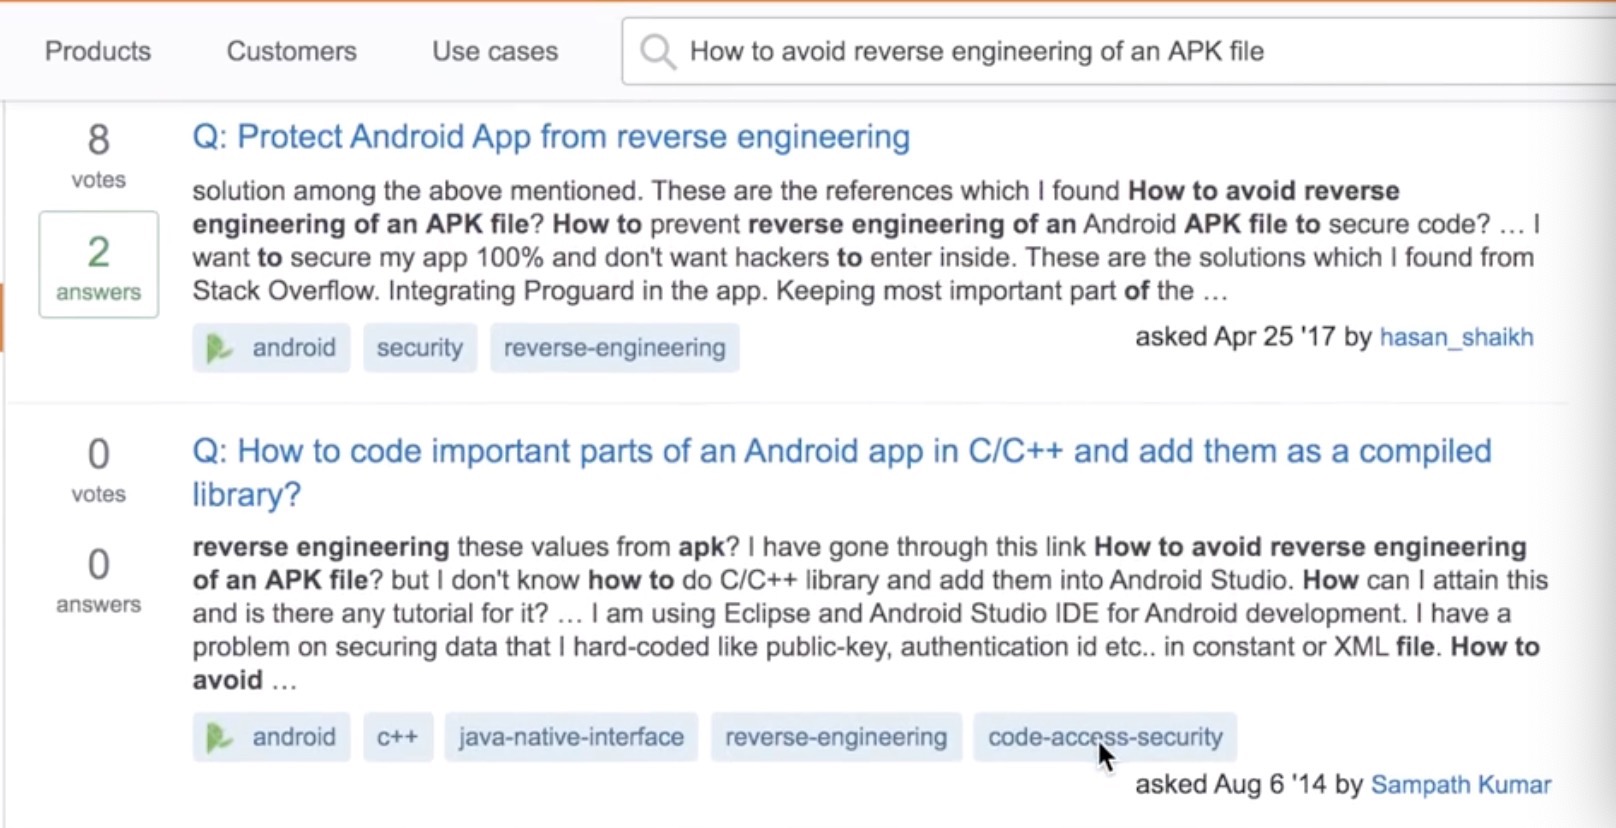 Products Customers Use cases How to avoid reverse engineering of an APK file
8
votes
2
answers
Q: Protect Android App from reverse engineering
solution among the above mentioned. These are the references which I found How to avoid reverse
engineering of an APK file? How to prevent reverse engineering of an Android APK file to secure code? ... I
want to secure my app 100% and don't want hackers to enter inside. These are the solutions which I found from
Stack Overflow. Integrating Proguard in the app. Keeping most important part of the ...
android security reverse-engineering
asked Apr 25 '17 by hasan_shaikh
0
votes
0
answers
Q: How to code important parts of an Android app in C/C++ and add them as a compiled
library?
reverse engineering these values from apk? I have gone through this link How to avoid reverse engineering
of an APK file? but I don't know how to do C/C++ library and add them into Android Studio. How can I attain this
and is there any tutorial for it? ... I am using Eclipse and Android Studio IDE for Android development. I have a
problem on securing data that I hard-coded like public-key, authentication id etc.. in constant or XML file. How to
avoid ...
android c++ java-native-interface reverse-engineering code-access-security
asked Aug 6 '14 by Sampath Kumar